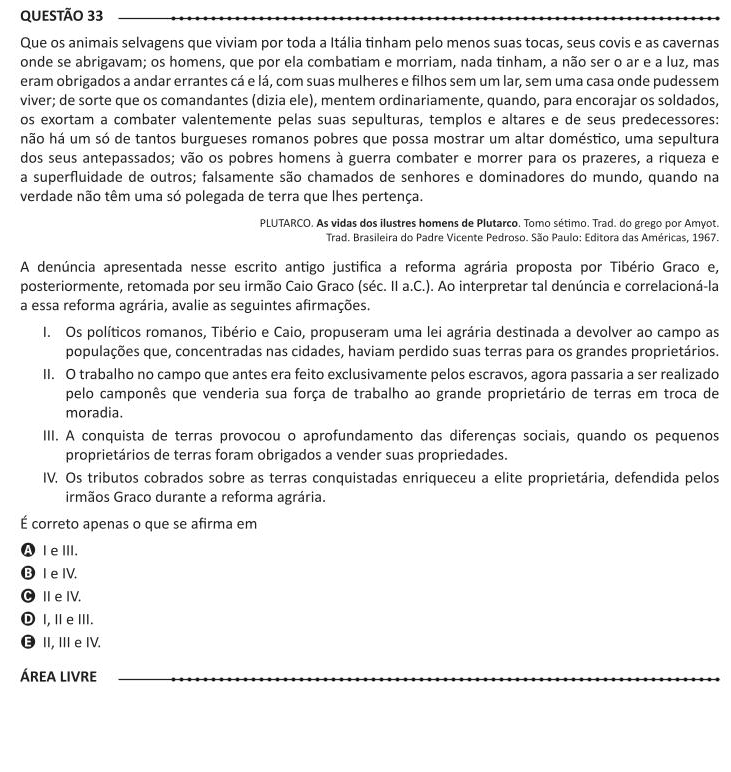 QUESTÃO 33
Que os animais selvagens que viviam por toda a Itália tinham pelo menos suas tocas, seus covis e as cavernas
onde se abrigavam; os homens, que por ela combatiam e morriam, nada tinham, a não ser o ar e a luz, mas
eram obrigados a andar errantes cá e lá, com suas mulheres e filhos sem um lar, sem uma casa onde pudessem
viver; de sorte que os comandantes (dizia ele), mentem ordinariamente, quando, para encorajar os soldados,
os exortam a combater valentemente pelas suas sepulturas, templos e altares e de seus predecessores:
não há um só de tantos burgueses romanos pobres que possa mostrar um altar doméstico, uma sepultura
dos seus antepassados; vão os pobres homens à guerra combater e morrer para os prazeres, a riqueza e
a superfluidade de outros; falsamente são chamados de senhores e dominadores do mundo, quando na
verdade não têm uma só polegada de terra que lhes pertença.
PLUTARCO. As vidas dos ilustres homens de Plutarco. Tomo sétimo. Trad. do grego por Amyot.
Trad. Brasileira do Padre Vicente Pedroso. São Paulo: Editora das Américas, 1967.
A denúncia apresentada nesse escrito antigo justifica a reforma agrária proposta por Tibério Graco e,
posteriormente, retomada por seu irmão Caio Graco (séc. II a.C.). Ao interpretar tal denúncia e correlacioná-la
a essa reforma agrária, avalie as seguintes afirmações.
I. Os políticos romanos, Tibério e Caio, propuseram uma lei agrária destinada a devolver ao campo as
populações que, concentradas nas cidades, haviam perdido suas terras para os grandes proprietários.
II. O trabalho no campo que antes era feito exclusivamente pelos escravos, agora passaria a ser realizado
pelo camponês que venderia sua força de trabalho ao grande proprietário de terras em troca de
moradia.
III. A conquista de terras provocou o aprofundamento das diferenças sociais, quando os pequenos
proprietários de terras foram obrigados a vender suas propriedades.
IV. Os tributos cobrados sobre as terras conquistadas enriqueceu a elite proprietária, defendida pelos
irmãos Graco durante a reforma agrária.
É correto apenas o que se afirma em
A I e III.
B I e IV.
C II e IV.
D I, II e III.
E II, III e IV.
ÁREA LIVRE